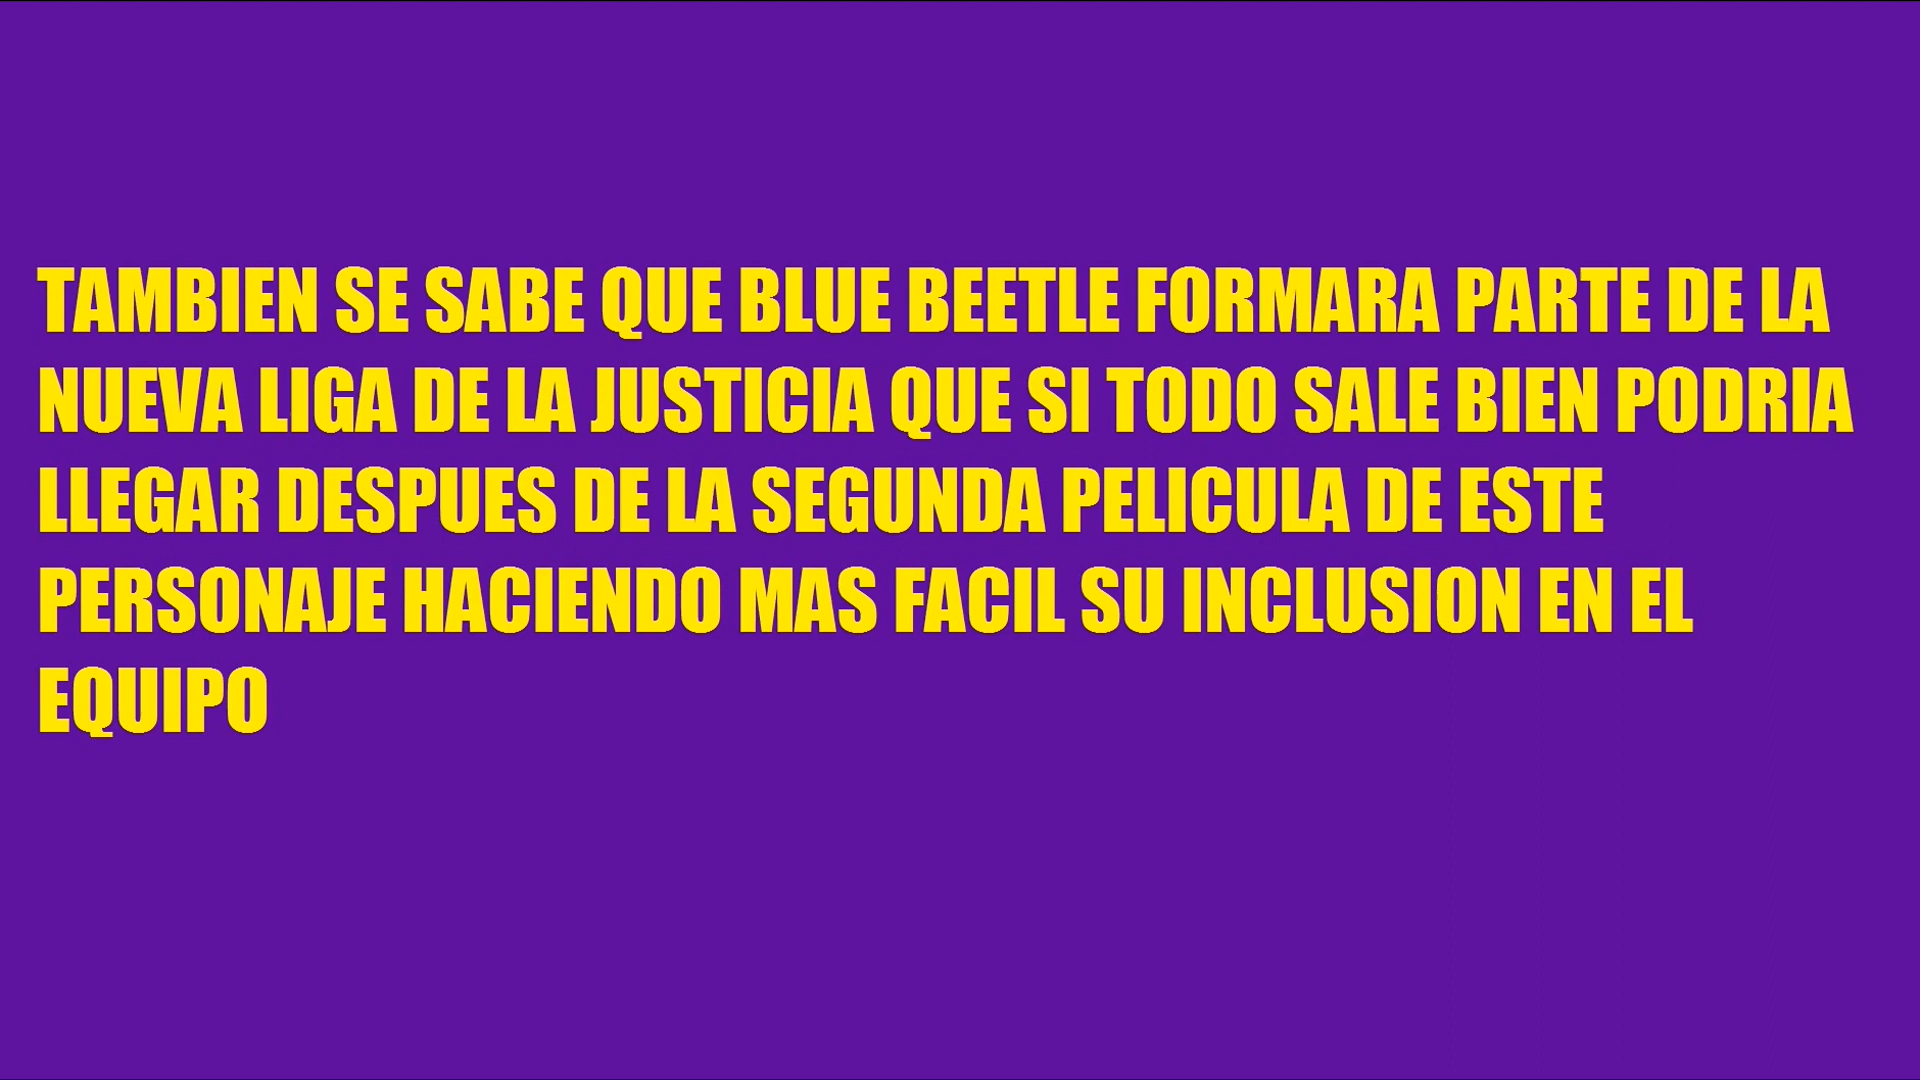 TAMBIEN SE SABE QUE BLUE BEETLE FORMARA PARTE DE LA
NUEVA LIGA DE LA JUSTICIA QUE SI TODO SALE BIEN PODRIA
LLEGAR DESPUES DE LA SEGUNDA PELICULA DE ESTE
PERSONAJE HACIENDO MAS FACIL SU INCLUSION EN EL
EQUIPO